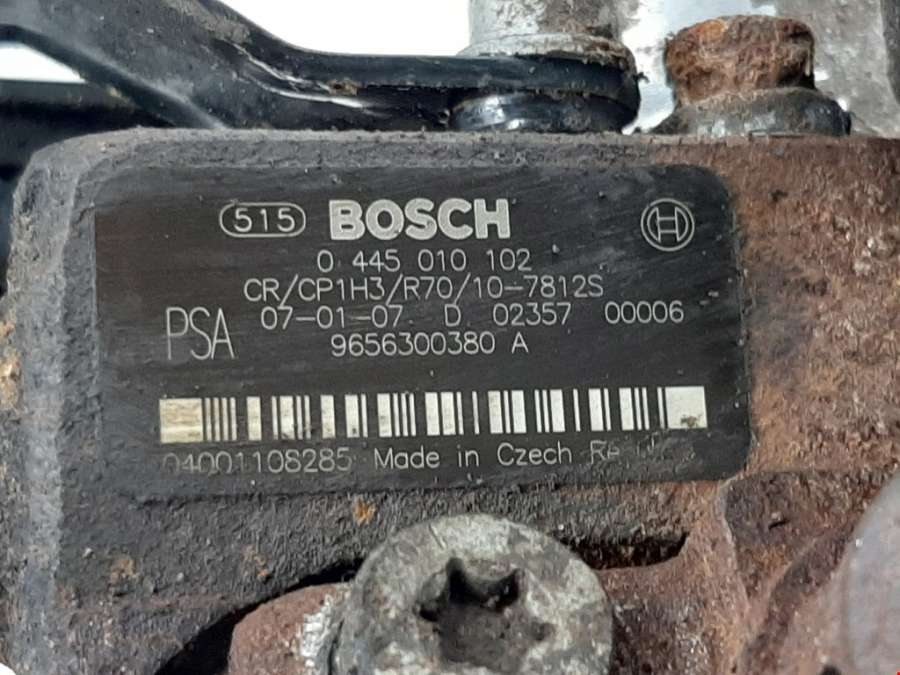 515 BOSCH
0 445 010 102
CR/CP1H3/R70/10-7812S
PSA 07-01-07 D 02357 00006
9656300380 A
04001108285 Made in Czech